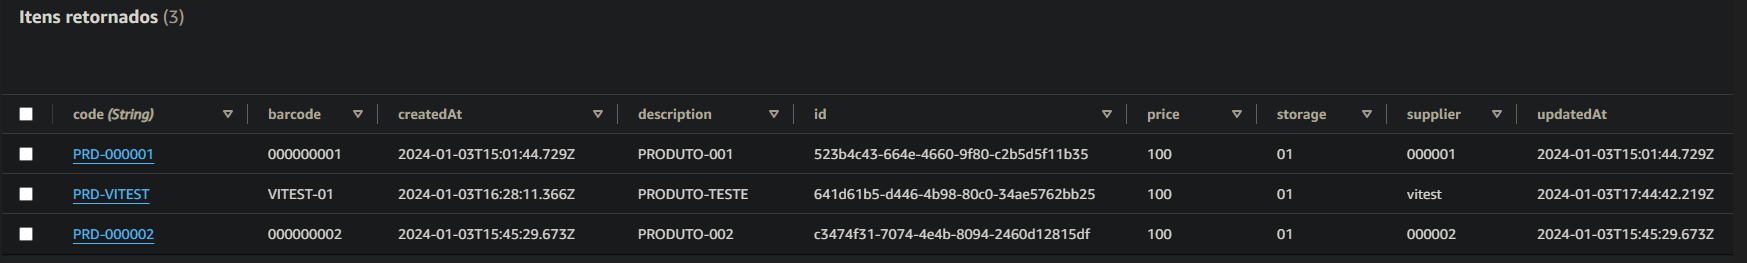 Itens retornados (3)
code (String) barcode createdAt description id price storage supplier updatedAt
PRD-000001 000000001 2024-01-03T15:01:44.729Z PRODUTO-001 523b4c43-664e-4660-9f80-c2b5d5f11b35 100 01 000001 2024-01-03T15:01:44.729Z
PRD-VITEST VITEST-01 2024-01-03T16:28:11.366Z PRODUTO-TESTE 641d61b5-d446-4b98-80c0-34ae5762bb25 100 01 vitest 2024-01-03T17:44:42.219Z
PRD-000002 000000002 2024-01-03T15:45:29.673Z PRODUTO-002 c3474f31-7074-4e4b-8094-2460d12815df 100 01 000002 2024-01-03T15:45:29.673Z